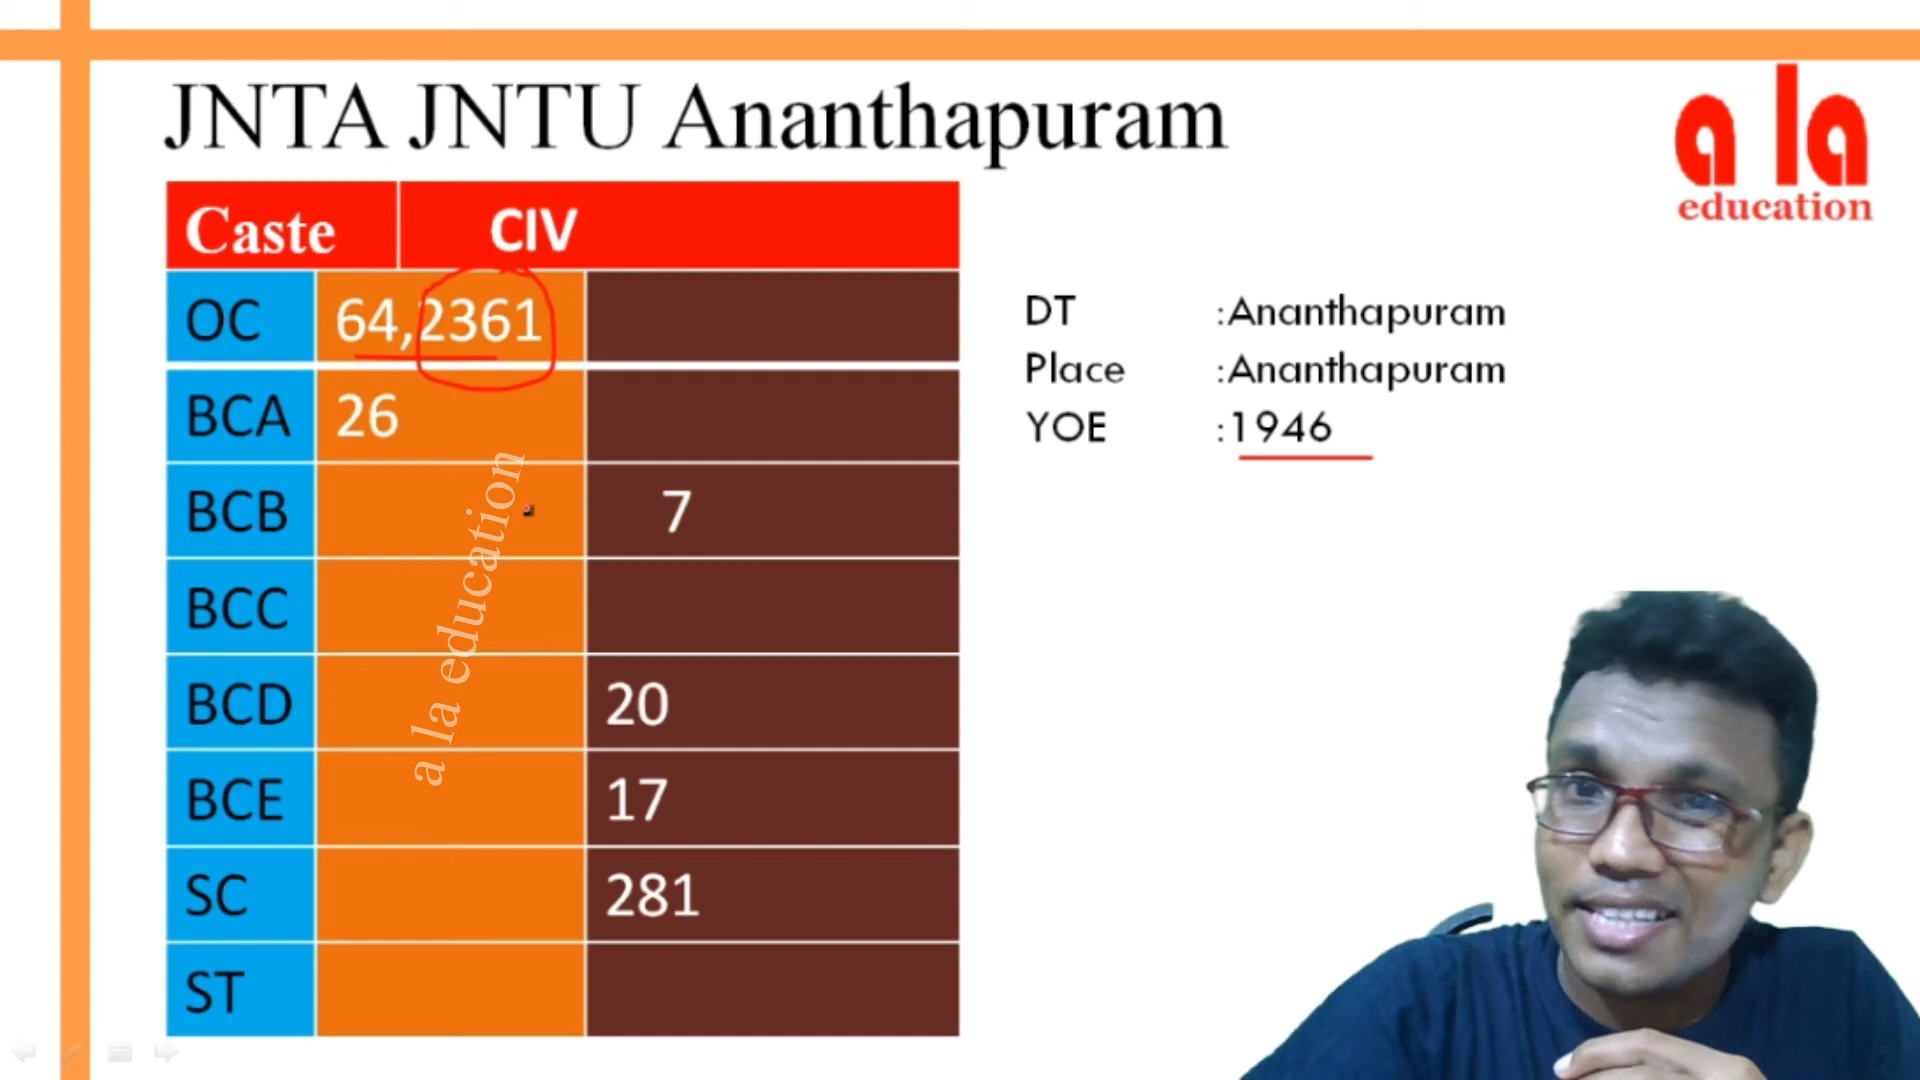 JNTA JNTU Ananthapuram
a la
education
Caste CIV
OC 64,2361
BCA 26
BCB 7
BCC
BCD 20
BCE 17
SC 281
ST
a la education
DT :Ananthapuram
Place :Ananthapuram
YOE :1946